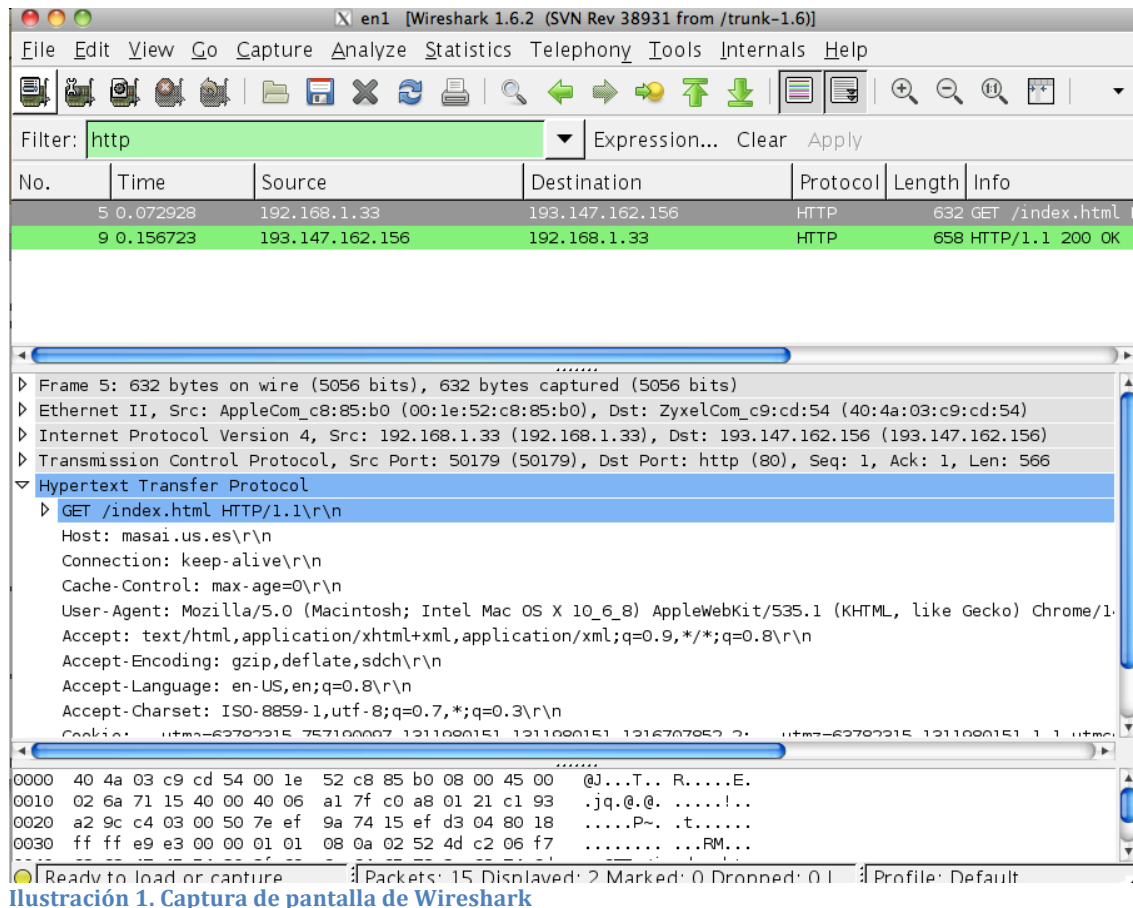 en1 [Wireshark 1.6.2 (SVN Rev 38931 from /trunk-1.6)]
File Edit View Go Capture Analyze Statistics Telephony Tools Internals Help
Filter: http Expression... Clear Apply
No. Time Source Destination Protocol Length Info
5 0.072928 192.168.1.33 193.147.162.156 HTTP 632 GET /index.html
9 0.156723 193.147.162.156 192.168.1.33 HTTP 658 HTTP/1.1 200 OK
Frame 5: 632 bytes on wire (5056 bits), 632 bytes captured (5056 bits)
Ethernet II, Src: AppleCom_c8:85:b0 (00:1e:52:c8:85:b0), Dst: ZyxelCom_c9:cd:54 (40:4a:03:c9:cd:54)
Internet Protocol Version 4, Src: 192.168.1.33 (192.168.1.33), Dst: 193.147.162.156 (193.147.162.156)
Transmission Control Protocol, Src Port: 50179 (50179), Dst Port: http (80), Seq: 1, Ack: 1, Len: 566
Hypertext Transfer Protocol
GET /index.html HTTP/1.1\r\n
Host: masai.us.es\r\n
Connection: keep-alive\r\n
Cache-Control: max-age=0\r\n
User-Agent: Mozilla/5.0 (Macintosh; Intel Mac OS X 10_6_8) AppleWebKit/535.1 (KHTML, like Gecko) Chrome/1
Accept: text/html,application/xhtml+xml,application/xml;q=0.9,*/*;q=0.8\r\n
Accept-Encoding: gzip,deflate,sdch\r\n
Accept-Language: en-US,en;q=0.8\r\n
Accept-Charset: ISO-8859-1,utf-8;q=0.7,*;q=0.3\r\n
0000 40 4a 03 c9 cd 54 00 1e 52 c8 85 b0 08 00 45 00 @J...T.. R.....E.
0010 02 6a 71 15 40 00 40 06 a1 7f c0 a8 01 21 c1 93 .jq.@.@. .....!..
0020 a2 9c c4 03 00 50 7e ef 9a 74 15 ef d3 04 80 18 .....P~. .t......
0030 ff ff e9 e3 00 00 01 01 08 0a 02 52 4d c2 06 f7 ........ ...RM...
Ready to load or capture Packets: 15 Displayed: 2 Marked: 0 Dropped: 0 Profile: Default
Ilustración 1. Captura de pantalla de Wireshark